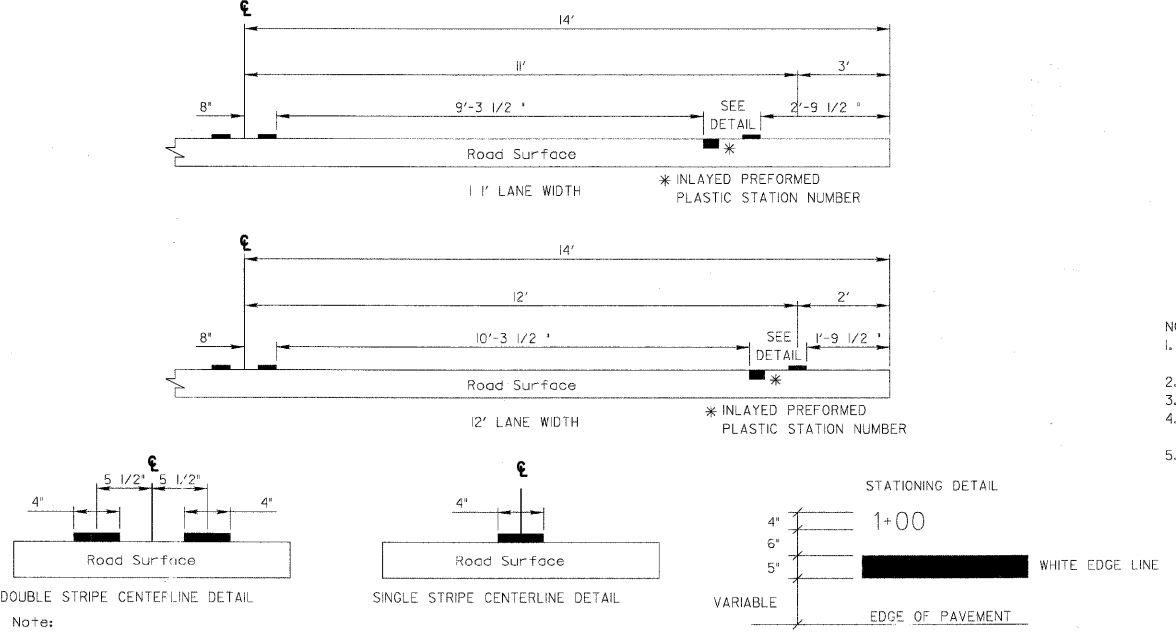 ℄
14'
11' 3'
8" 9'-3 1/2 " SEE DETAIL 2'-9 1/2 "
Road Surface
✳
11' LANE WIDTH
✳ INLAYED PREFORMED
PLASTIC STATION NUMBER
℄
14'
12' 2'
8" 10'-3 1/2 " SEE DETAIL 1'-9 1/2 "
Road Surface
✳
12' LANE WIDTH
✳ INLAYED PREFORMED
PLASTIC STATION NUMBER
1.
2.
3.
4.
5.
℄
5 1/2" 5 1/2"
4" 4"
Road Surface
DOUBLE STRIPE CENTERLINE DETAIL
Note:
℄
4"
Road Surface
SINGLE STRIPE CENTERLINE DETAIL
STATIONING DETAIL
4" 1+00
6"
5" WHITE EDGE LINE
VARIABLE
EDGE OF PAVEMENT